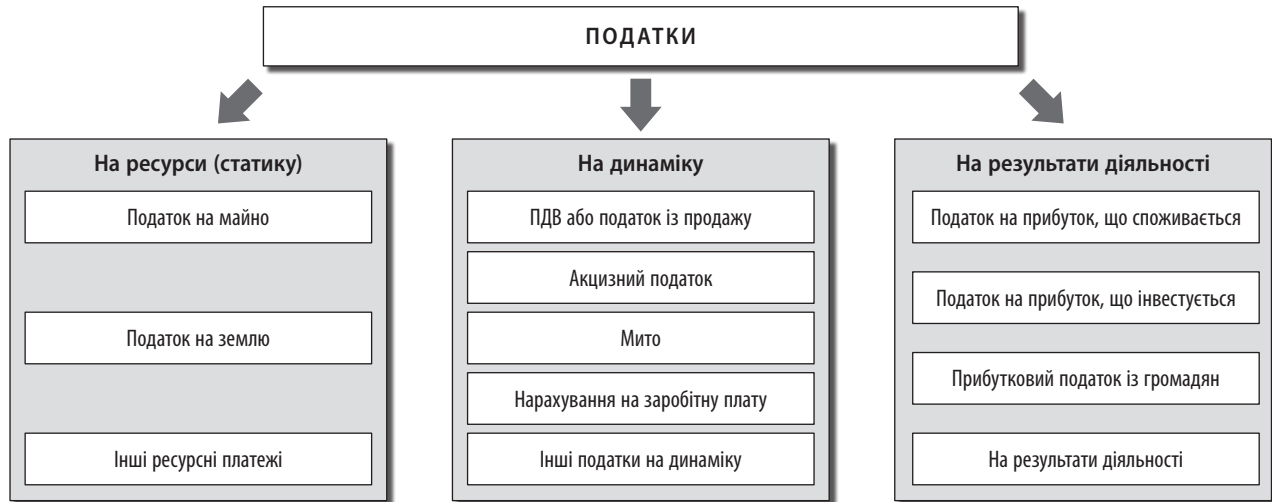 ПОДАТКИ
На ресурси (статику)
Податок на майно
Податок на землю
Інші ресурсні платежі
На динаміку
ПДВ або податок із продажу
Акцизний податок
Мито
Нарахування на заробітну плату
Інші податки на динаміку
На результати діяльності
Податок на прибуток, що споживається
Податок на прибуток, що інвестується
Прибутковий податок із громадян
На результати діяльності